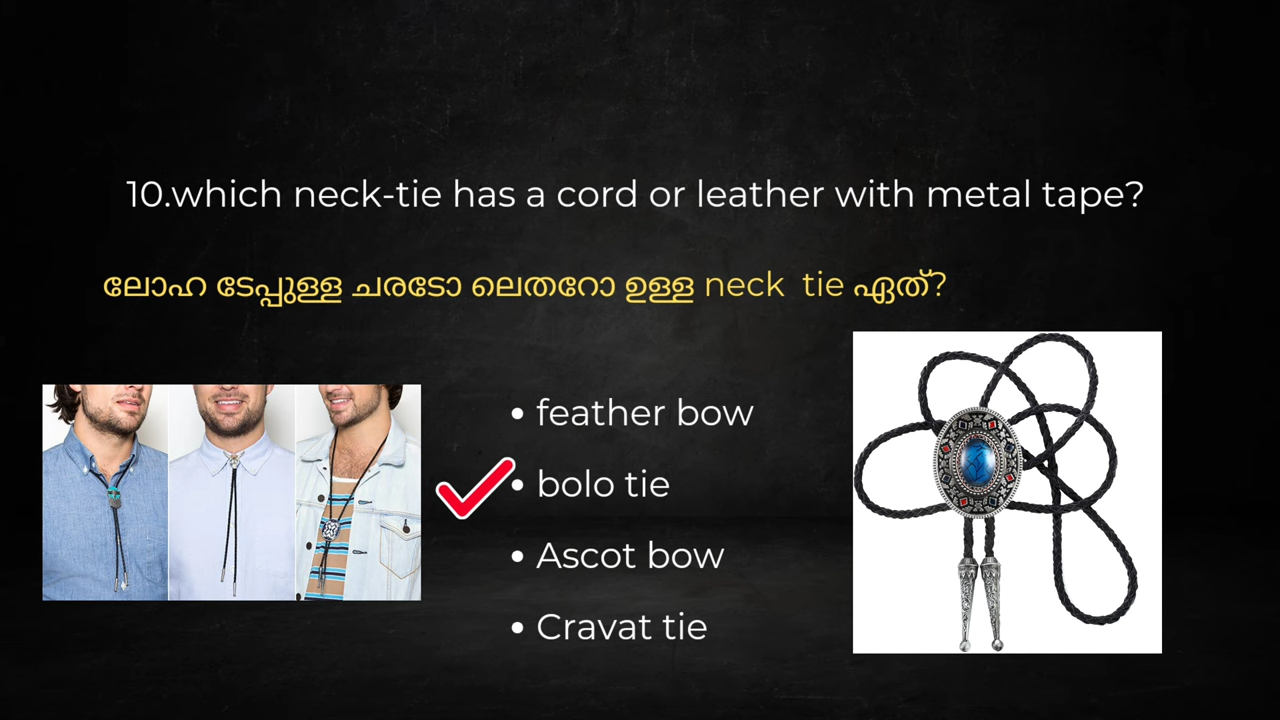 10.which neck-tie has a cord or leather with metal tape?
ലോഹ ടേപ്പുള്ള ചരടോ ലെതറോ ഉള്ള neck tie ഏത്?
• feather bow
• bolo tie
• Ascot bow
• Cravat tie